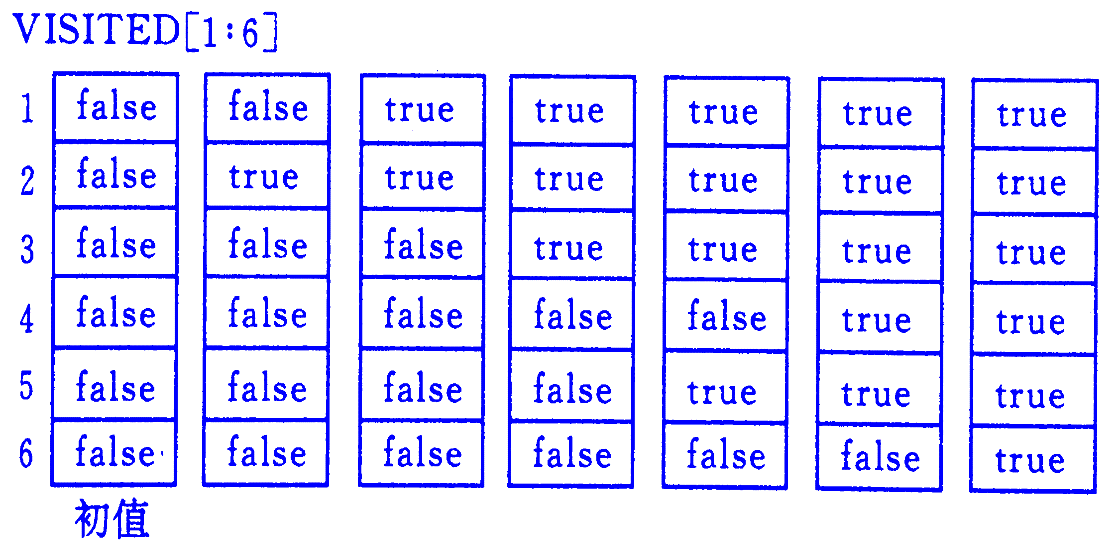 VISITED[1:6]
1 false false true true true true true
2 false true true true true true true
3 false false false true true true true
4 false false false false false true true
5 false false false false true true true
6 false false false false false false true
初值